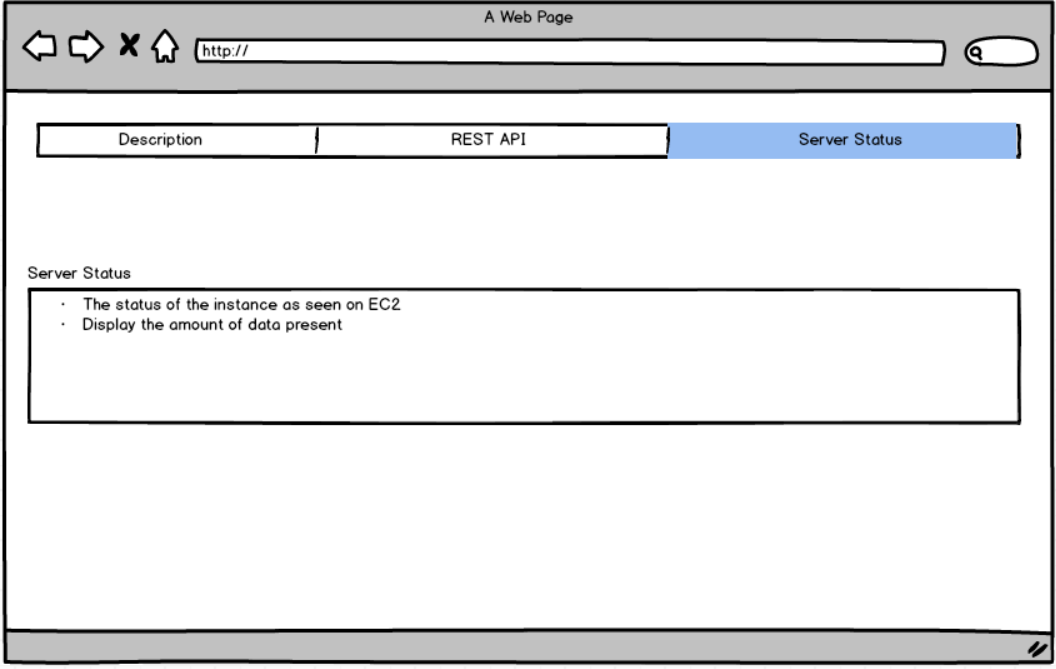 A Web Page
http://
Description REST API Server Status
Server Status
· The status of the instance as seen on EC2
· Display the amount of data present